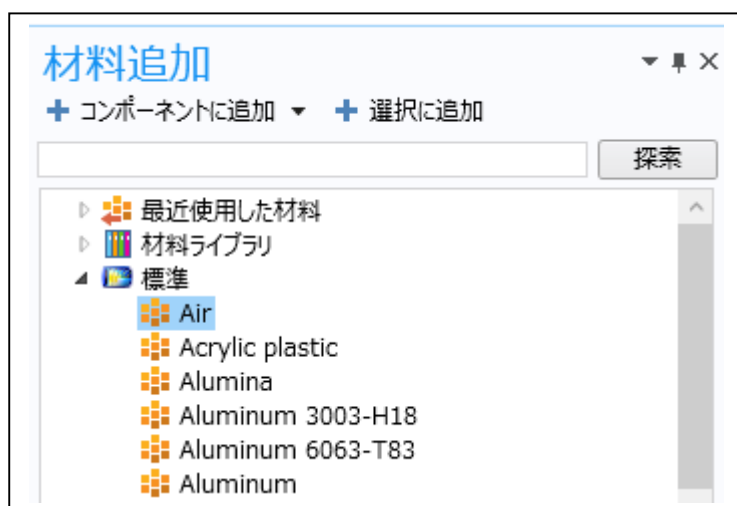 材料追加
コンポーネントに追加 選択に追加
探索
最近使用した材料
材料ライブラリ
標準
Air
Acrylic plastic
Alumina
Aluminum 3003-H18
Aluminum 6063-T83
Aluminum